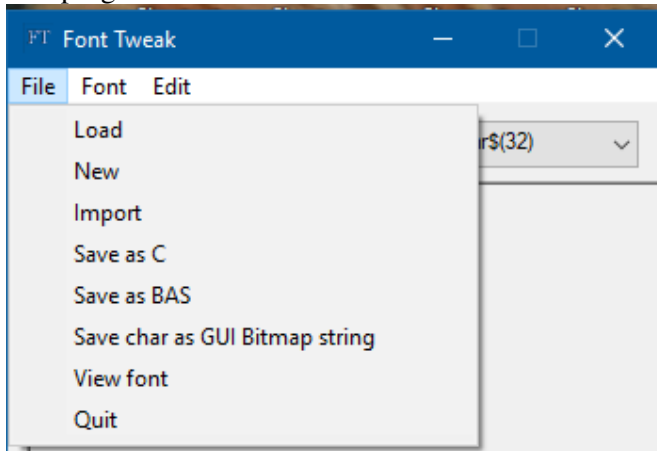 FT Font Tweak
File Font Edit
Load
r$(32)
New
Import
Save as C
Save as BAS
Save char as GUI Bitmap string
View font
Quit